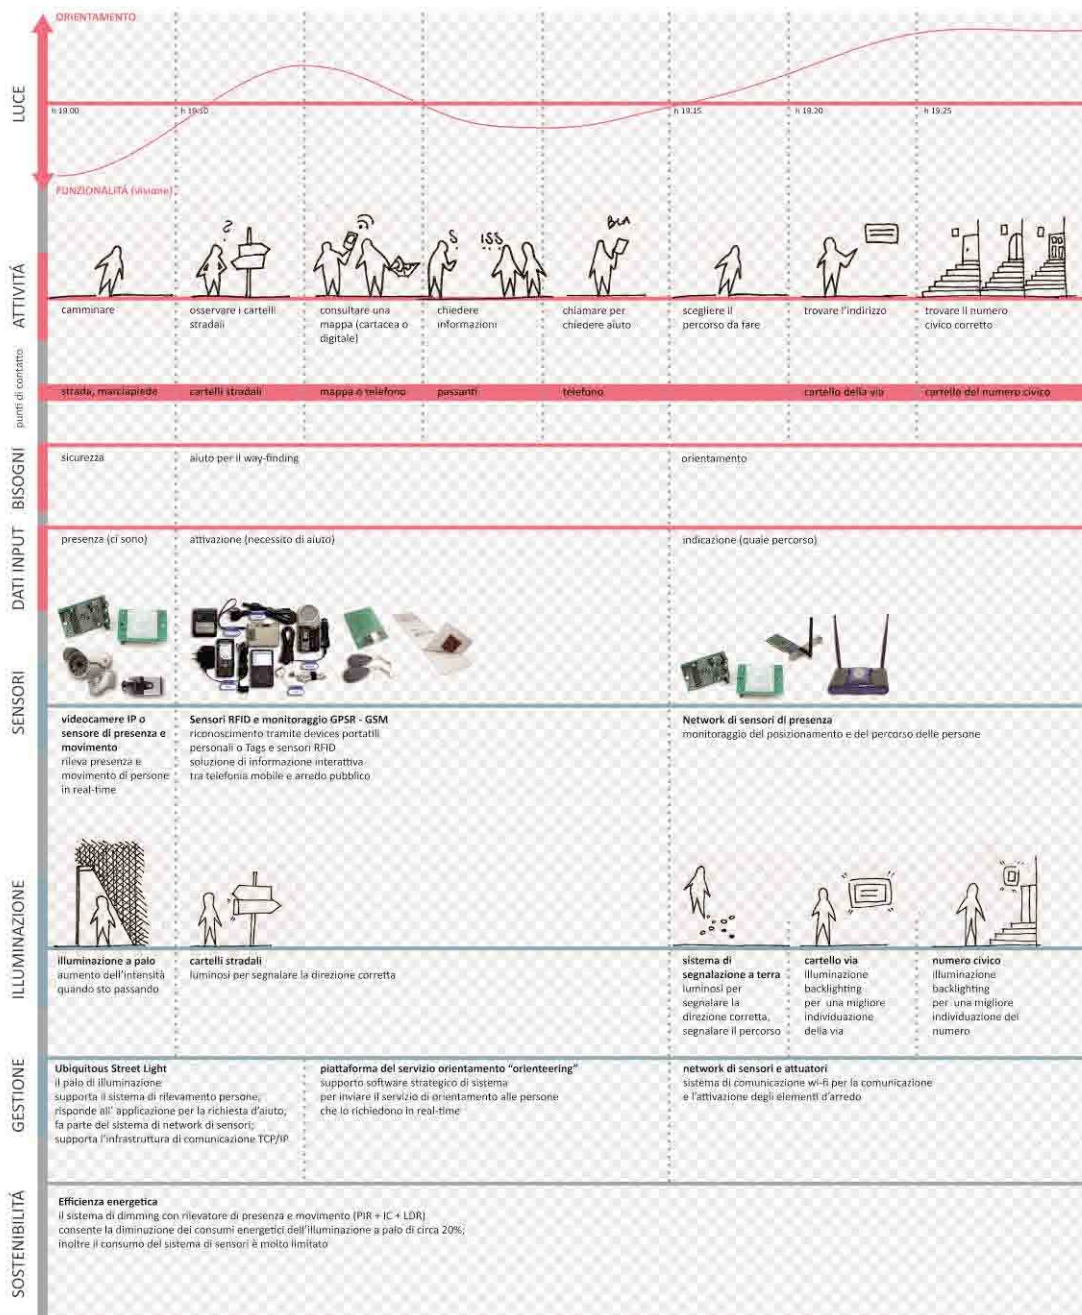 LUCE
ORIENTAMENTO
h 19.00
h 19.10
h 19.15
h 19.20
h 19.25
FUNZIONALITÁ (visione)
ATTIVITÁ
?
BLA
camminare
osservare i cartelli
stradali
consultare una
mappa (cartacea o
digitale)
chiedere
informazioni
chiamare per
chiedere aiuto
scegliere il
percorso da fare
trovare l'indirizzo
trovare il numero
civico corretto
punti di contatto
strada, marciapiede
cartelli stradali
mappa o telefono
passanti
telefono
cartello della via
cartello del numero civico
BISOGNI
sicurezza
aiuto per il way-finding
orientamento
DATI INPUT
presenza (ci sono)
attivazione (necessito di aiuto)
indicazione (quale percorso)
SENSORI
videocamere IP o
sensore di presenza e
movimento
rileva presenza e
movimento di persone
in real-time
Sensori RFID e monitoraggio GPSR - GSM
riconoscimento tramite devices portatili
personali o Tags e sensori RFID
soluzione di informazione interattiva
tra telefonia mobile e arredo pubblico
Network di sensori di presenza
monitoraggio del posizionamento e del percorso delle persone
ILLUMINAZIONE
illuminazione a palo
aumento dell'intensità
quando sto passando
cartelli stradali
luminosi per segnalare la direzione corretta
sistema di
segnalazione a terra
luminosi per
segnalare la
direzione corretta,
segnalare il percorso
cartello via
illuminazione
backlighting
per una migliore
individuazione
della via
numero civico
illuminazione
backlighting
per una migliore
individuazione del
numero
GESTIONE
Ubiquitous Street Light
il palo di illuminazione
supporta il sistema di rilevamento persone;
risponde all' applicazione per la richiesta d'aiuto;
fa parte del sistema di network di sensori;
supporta l'infrastruttura di comunicazione TCP/IP
piattaforma del servizio orientamento "orienteering"
supporto software strategico di sistema
per inviare il servizio di orientamento alle persone
che lo richiedono in real-time
network di sensori e attuatori
sistema di comunicazione wi-fi per la comunicazione
e l'attivazione degli elementi d'arredo
SOSTENIBILITÁ
Efficienza energetica
il sistema di dimming con rilevatore di presenza e movimento (PIR + IC + LDR)
consente la diminuzione dei consumi energetici dell'illuminazione a palo di circa 20%;
inoltre il consumo del sistema di sensori è molto limitato